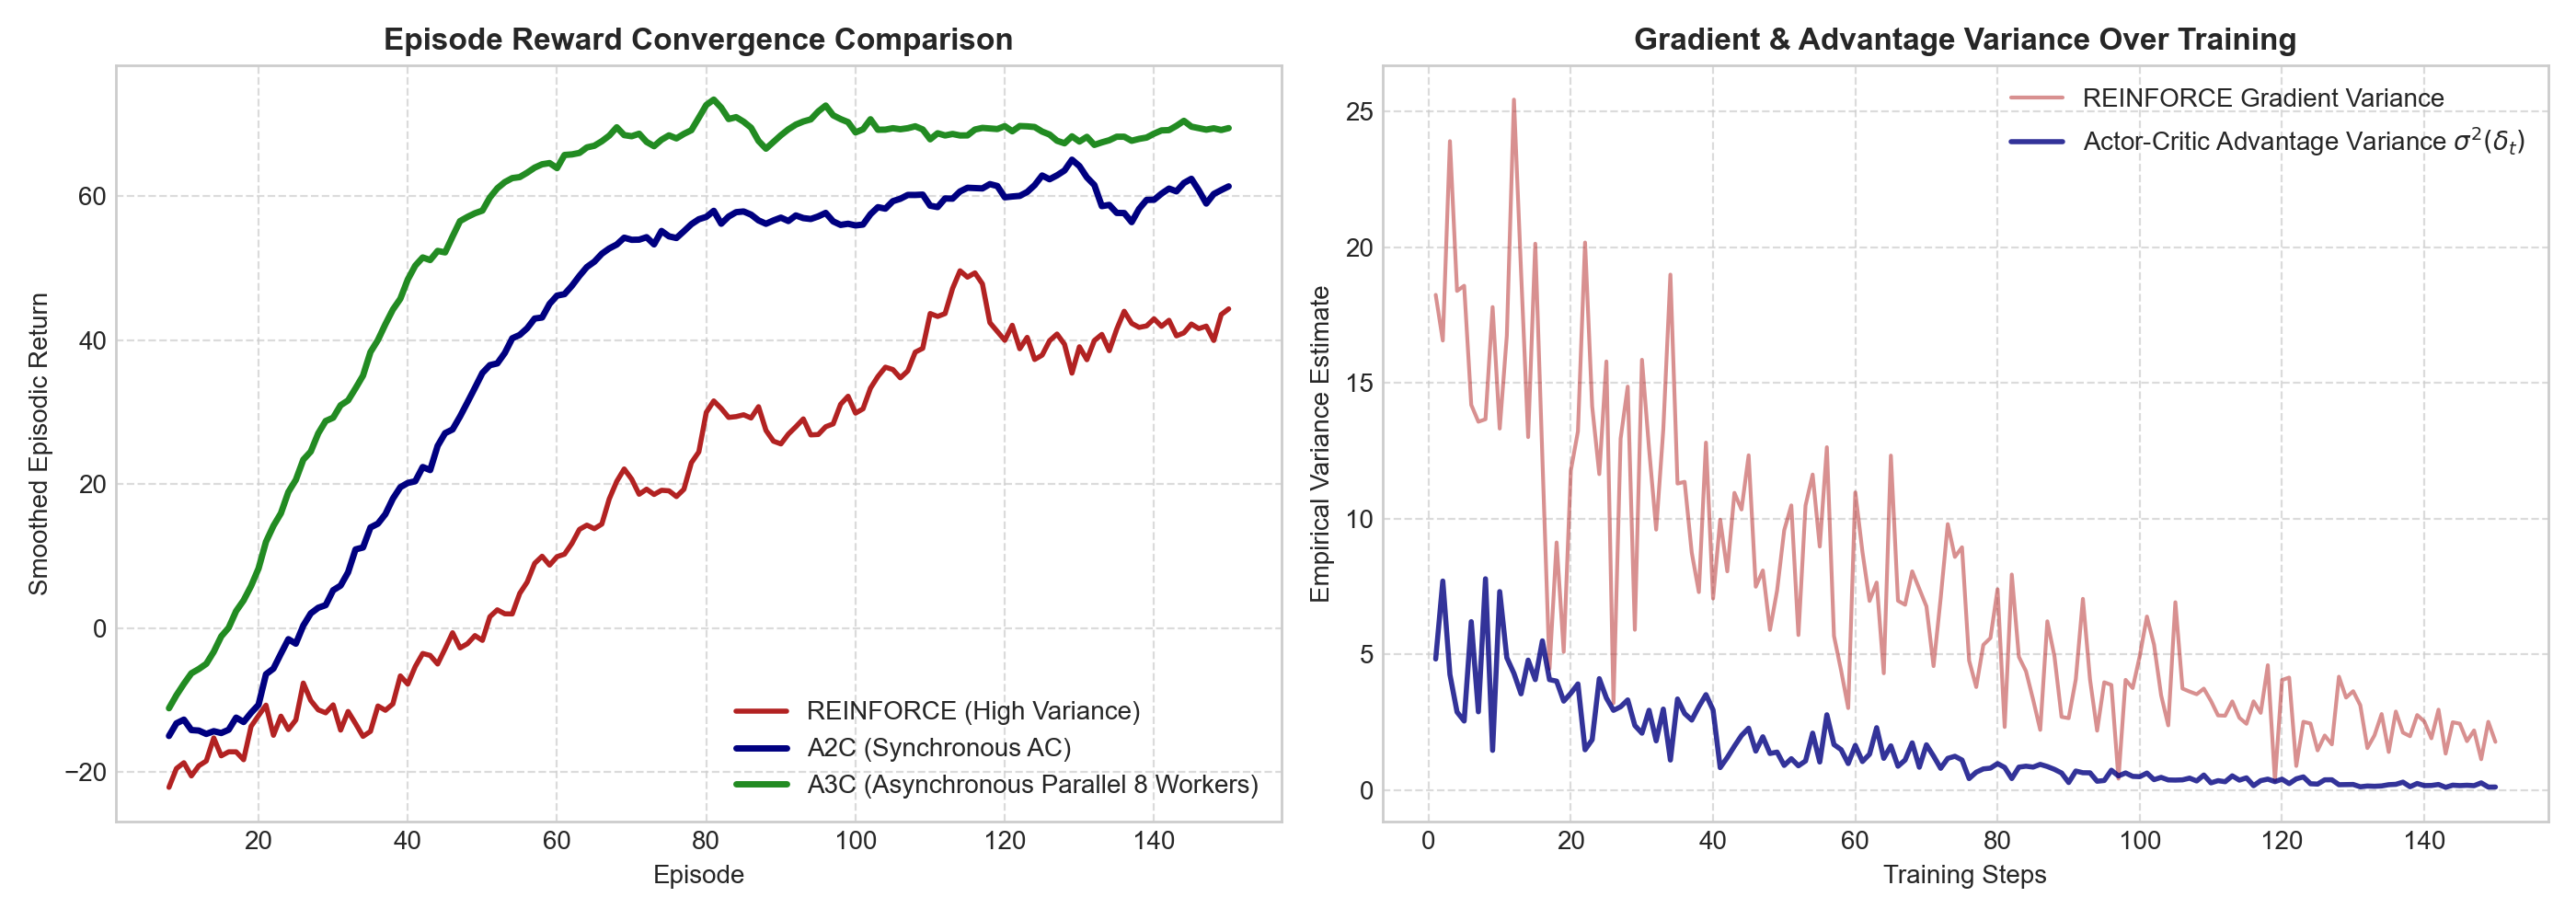 Episode Reward Convergence Comparison
Smoothed Episodic Return
60
40
20
0
−20
REINFORCE (High Variance)
A2C (Synchronous AC)
A3C (Asynchronous Parallel 8 Workers)
20 40 60 80 100 120 140
Episode
Gradient & Advantage Variance Over Training
Empirical Variance Estimate
25
20
15
10
5
0
REINFORCE Gradient Variance
Actor-Critic Advantage Variance σ²(δₜ)
0 20 40 60 80 100 120 140
Training Steps